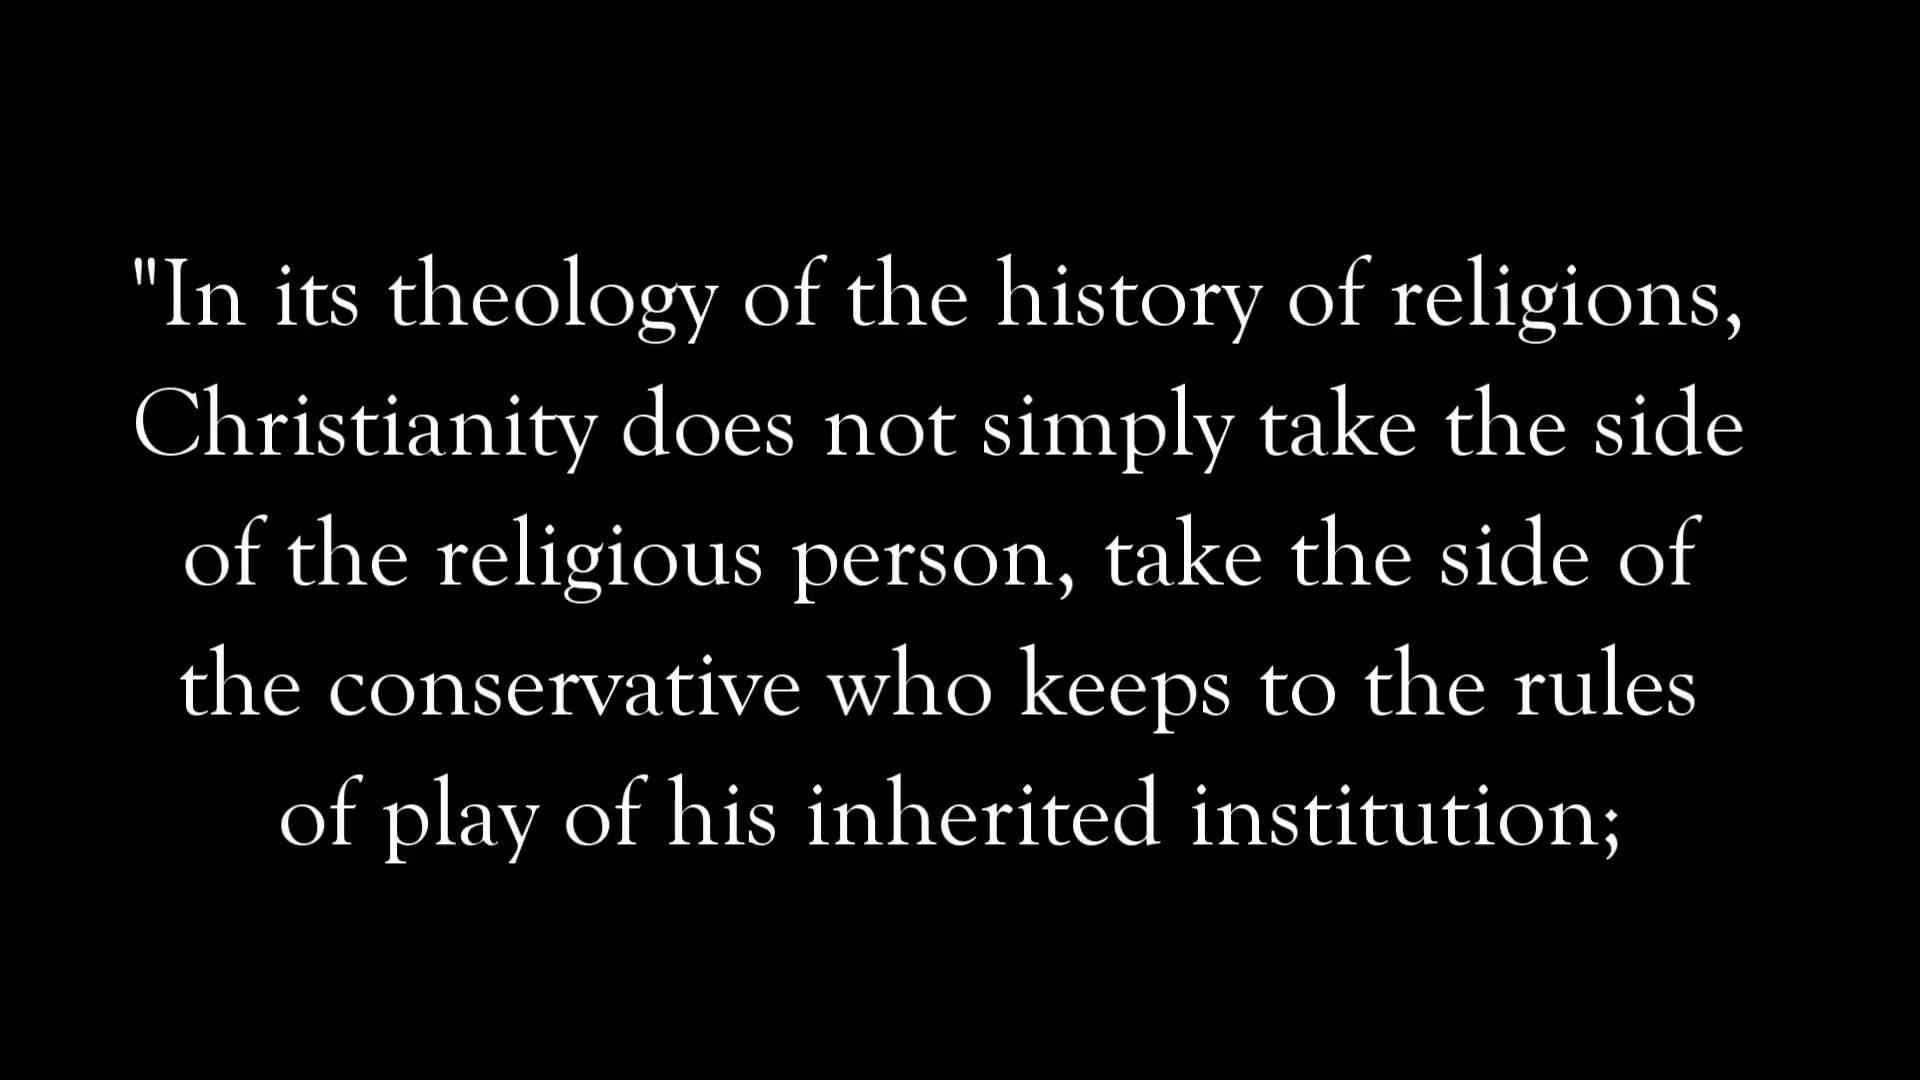 "In its theology of the history of religions,
Christianity does not simply take the side
of the religious person, take the side of
the conservative who keeps to the rules
of play of his inherited institution;